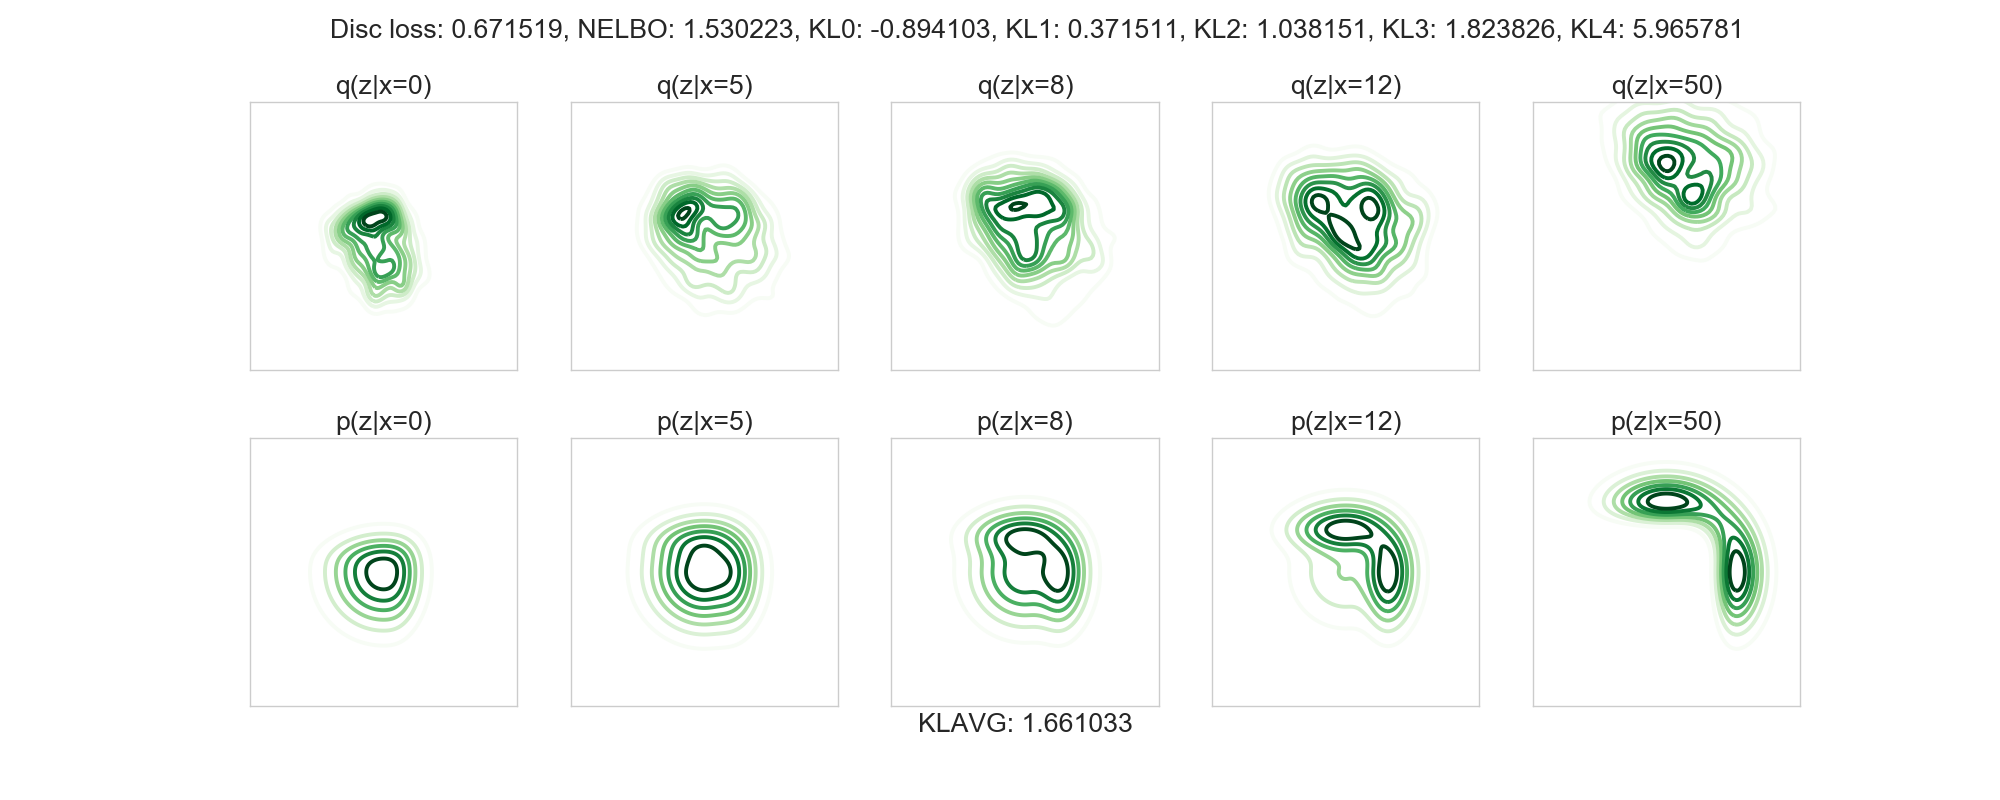 Disc loss: 0.671519, NELBO: 1.530223, KL0: -0.894103, KL1: 0.371511, KL2: 1.038151, KL3: 1.823826, KL4: 5.965781
q(z|x=0) q(z|x=5) q(z|x=8) q(z|x=12) q(z|x=50)
p(z|x=0) p(z|x=5) p(z|x=8) p(z|x=12) p(z|x=50)
KLAVG: 1.661033